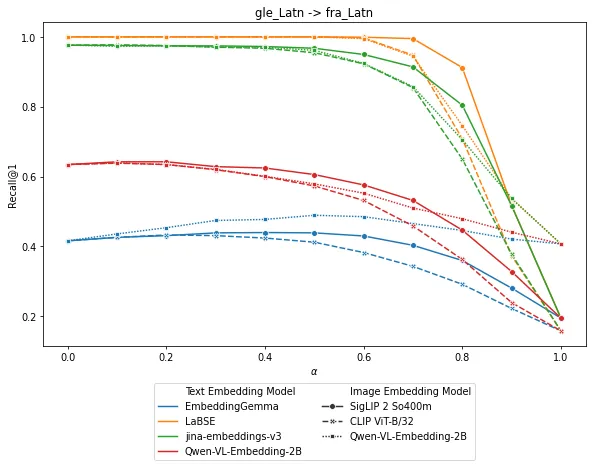 gle_Latn -> fra_Latn
Recall@1
1.0
0.8
0.6
0.4
0.2
0.0 0.2 0.4 0.6 0.8 1.0
α
Text Embedding Model
EmbeddingGemma
LaBSE
jina-embeddings-v3
Qwen-VL-Embedding-2B
Image Embedding Model
SigLIP 2 So400m
CLIP ViT-B/32
Qwen-VL-Embedding-2B